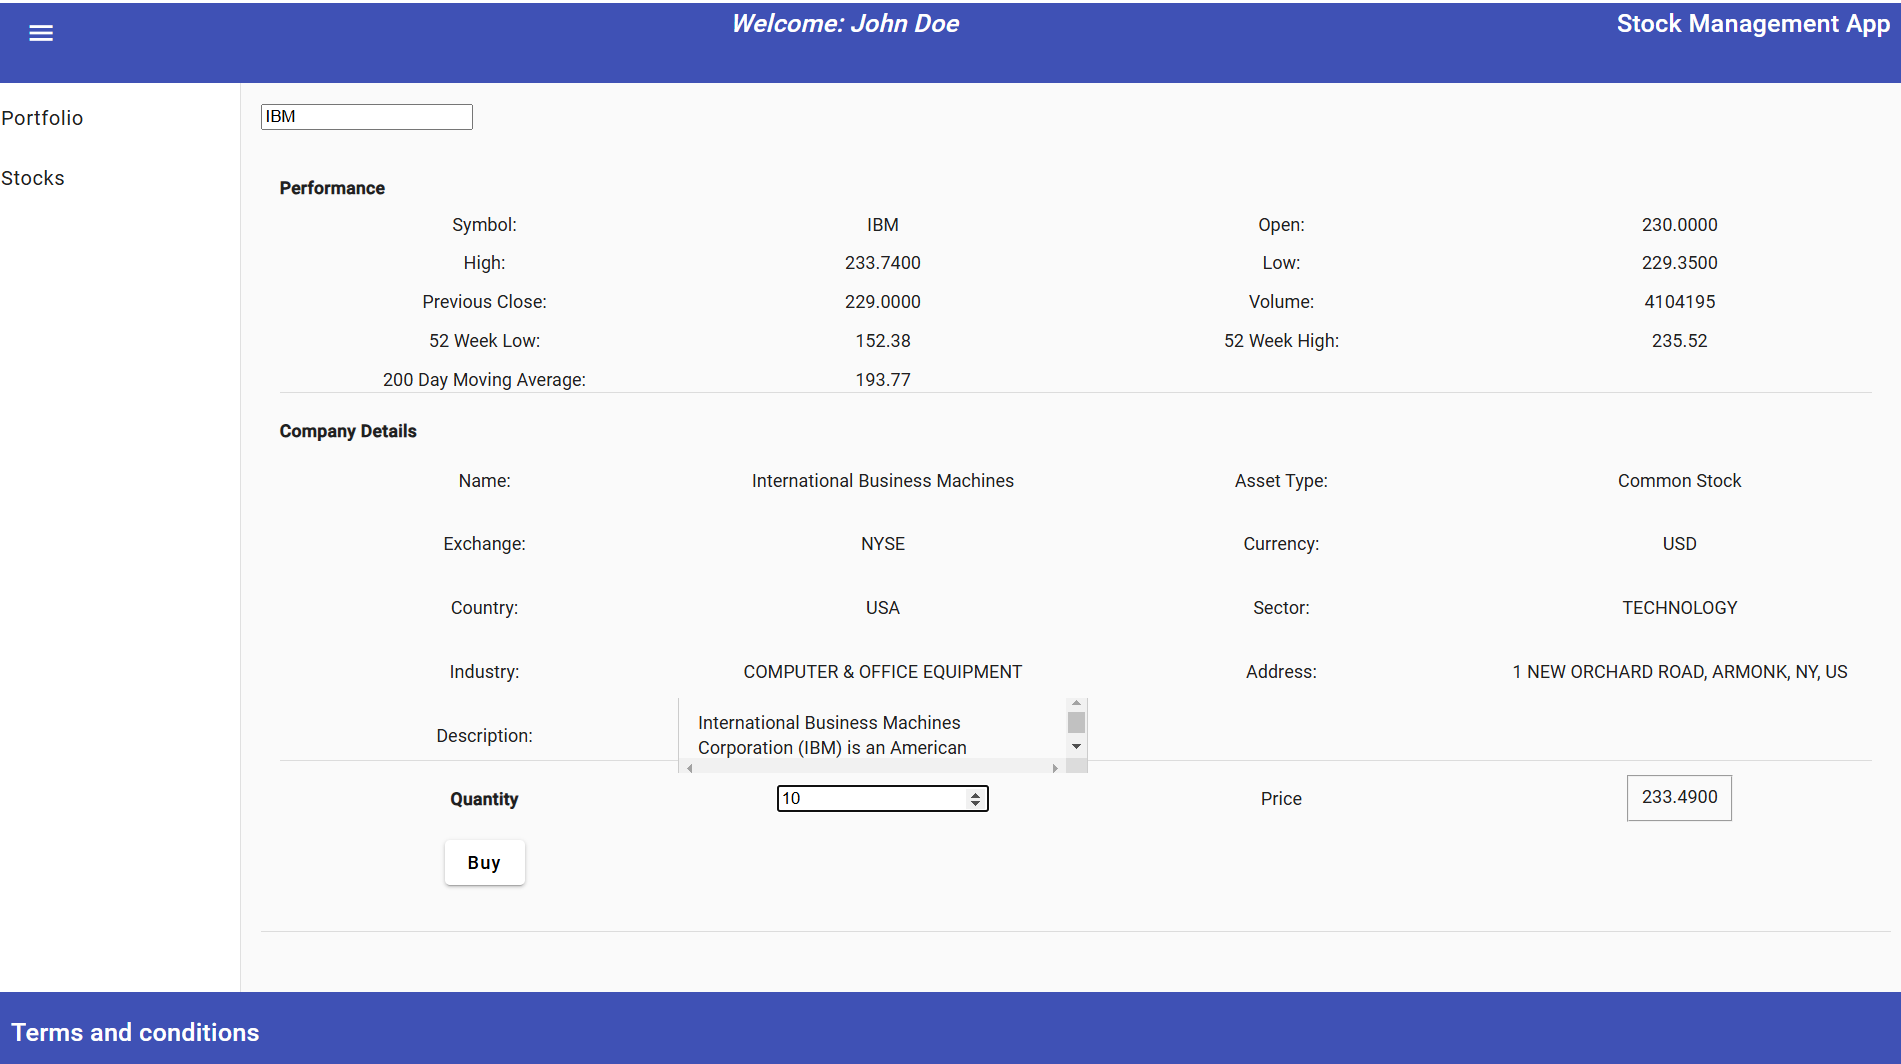 Welcome: John Doe
Stock Management App
Portfolio
Stocks
IBM
Performance
Symbol: IBM Open: 230.0000
High: 233.7400 Low: 229.3500
Previous Close: 229.0000 Volume: 4104195
52 Week Low: 152.38 52 Week High: 235.52
200 Day Moving Average: 193.77
Company Details
Name: International Business Machines Asset Type: Common Stock
Exchange: NYSE Currency: USD
Country: USA Sector: TECHNOLOGY
Industry: COMPUTER & OFFICE EQUIPMENT Address: 1 NEW ORCHARD ROAD, ARMONK, NY, US
Description: International Business Machines
Corporation (IBM) is an American
Quantity 10 Price 233.4900
Buy
Terms and conditions